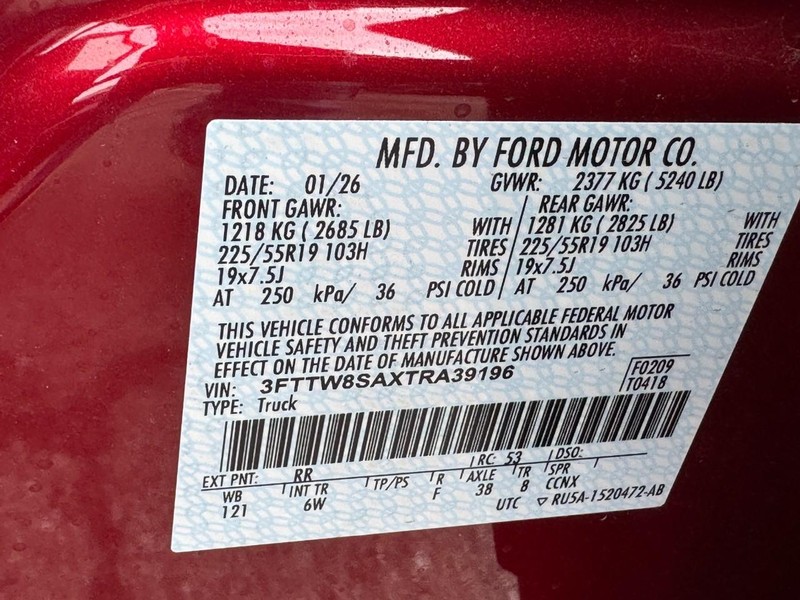 MFD. BY FORD MOTOR CO.
DATE: 01/26 GVWR: 2377 KG ( 5240 LB)
FRONT GAWR: REAR GAWR:
1218 KG ( 2685 LB) WITH 1281 KG ( 2825 LB) WITH
225/55R19 103H TIRES 225/55R19 103H TIRES
19x7.5J RIMS 19x7.5J RIMS
AT 250 kPa/ 36 PSI COLD AT 250 kPa/ 36 PSI COLD
THIS VEHICLE CONFORMS TO ALL APPLICABLE FEDERAL MOTOR
VEHICLE SAFETY AND THEFT PREVENTION STANDARDS IN
EFFECT ON THE DATE OF MANUFACTURE SHOWN ABOVE.
VIN: 3FTTW8SAXTRA39196 F0209
TYPE: Truck T0418
EXT PNT: RR RC: 53 DSO:
WB INT TR TP/PS R AXLE TR SPR
121 6W F 38 8 CCNX
UTC ▽ RU5A-1520472-AB